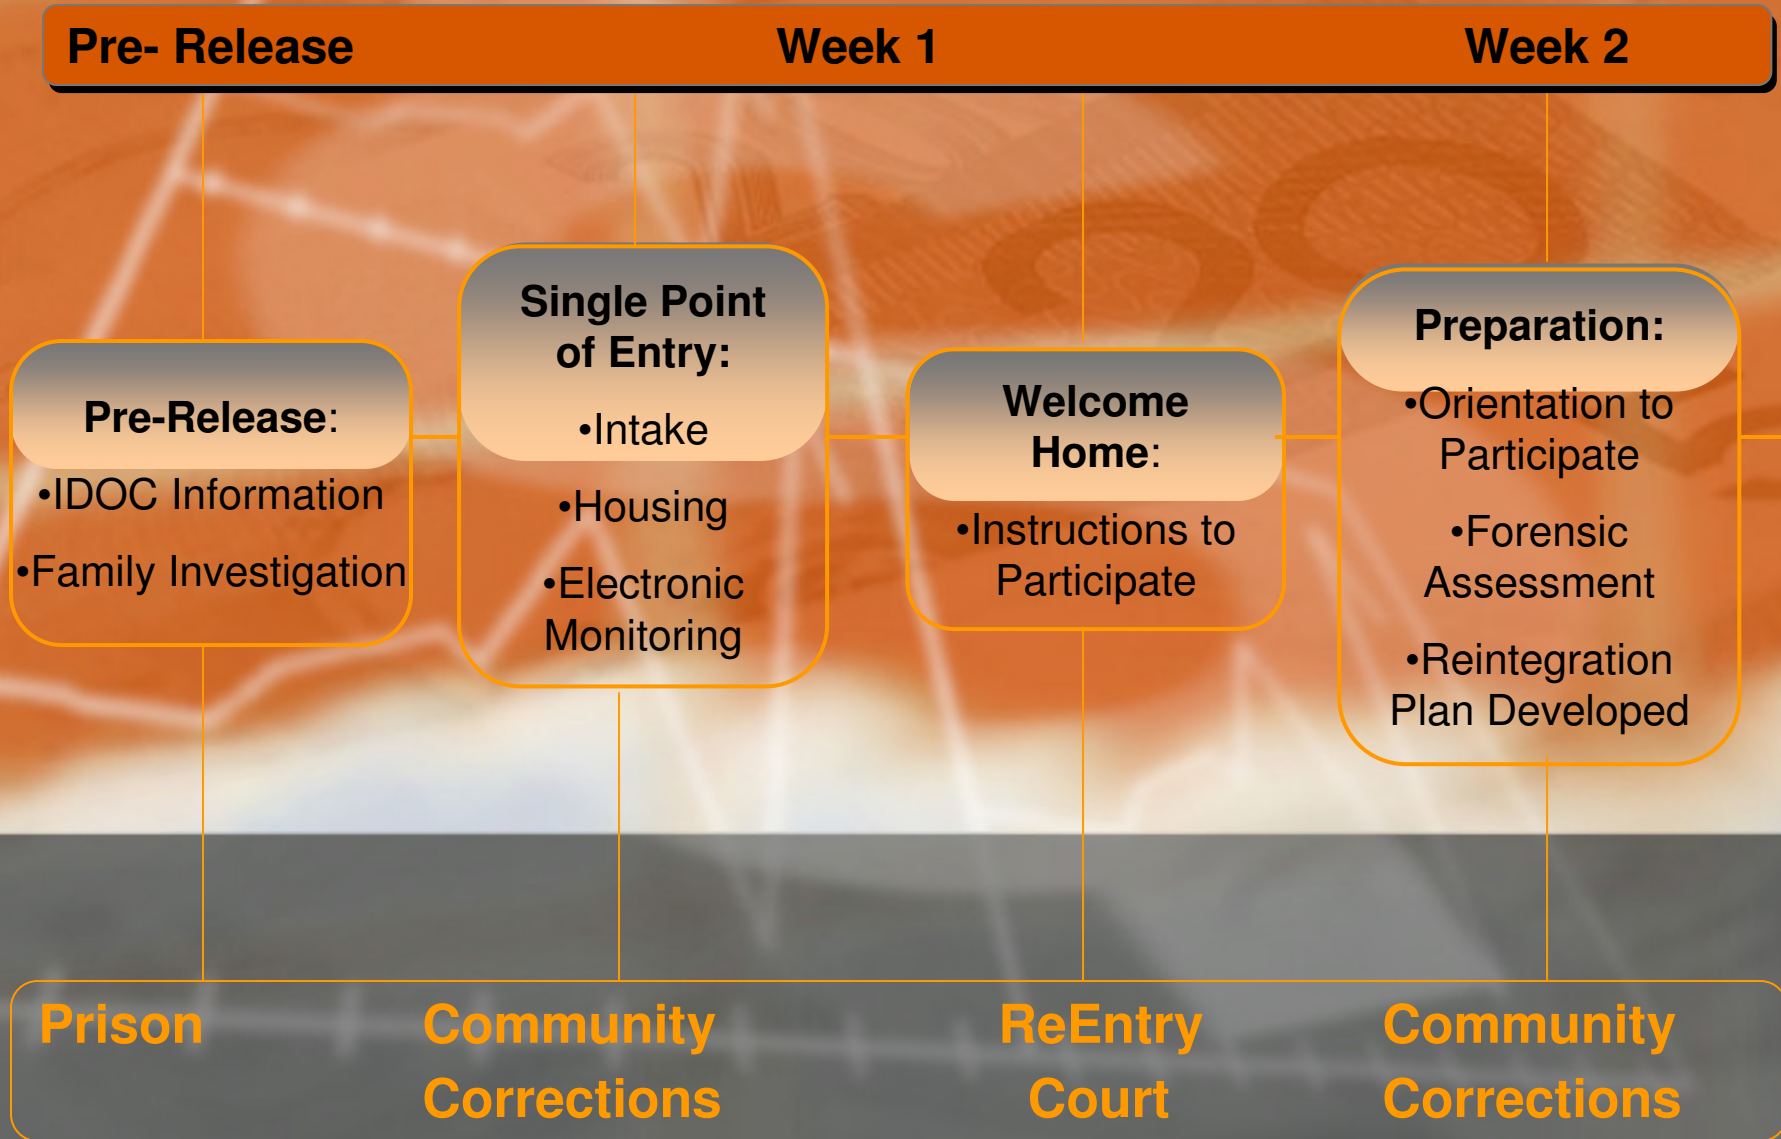 Pre- Release Week 1 Week 2
Pre-Release:
•IDOC Information
•Family Investigation
Single Point
of Entry:
•Intake
•Housing
•Electronic
Monitoring
Welcome
Home:
•Instructions to
Participate
Preparation:
•Orientation to
Participate
•Forensic
Assessment
•Reintegration
Plan Developed
Prison
Community
Corrections
ReEntry
Court
Community
Corrections